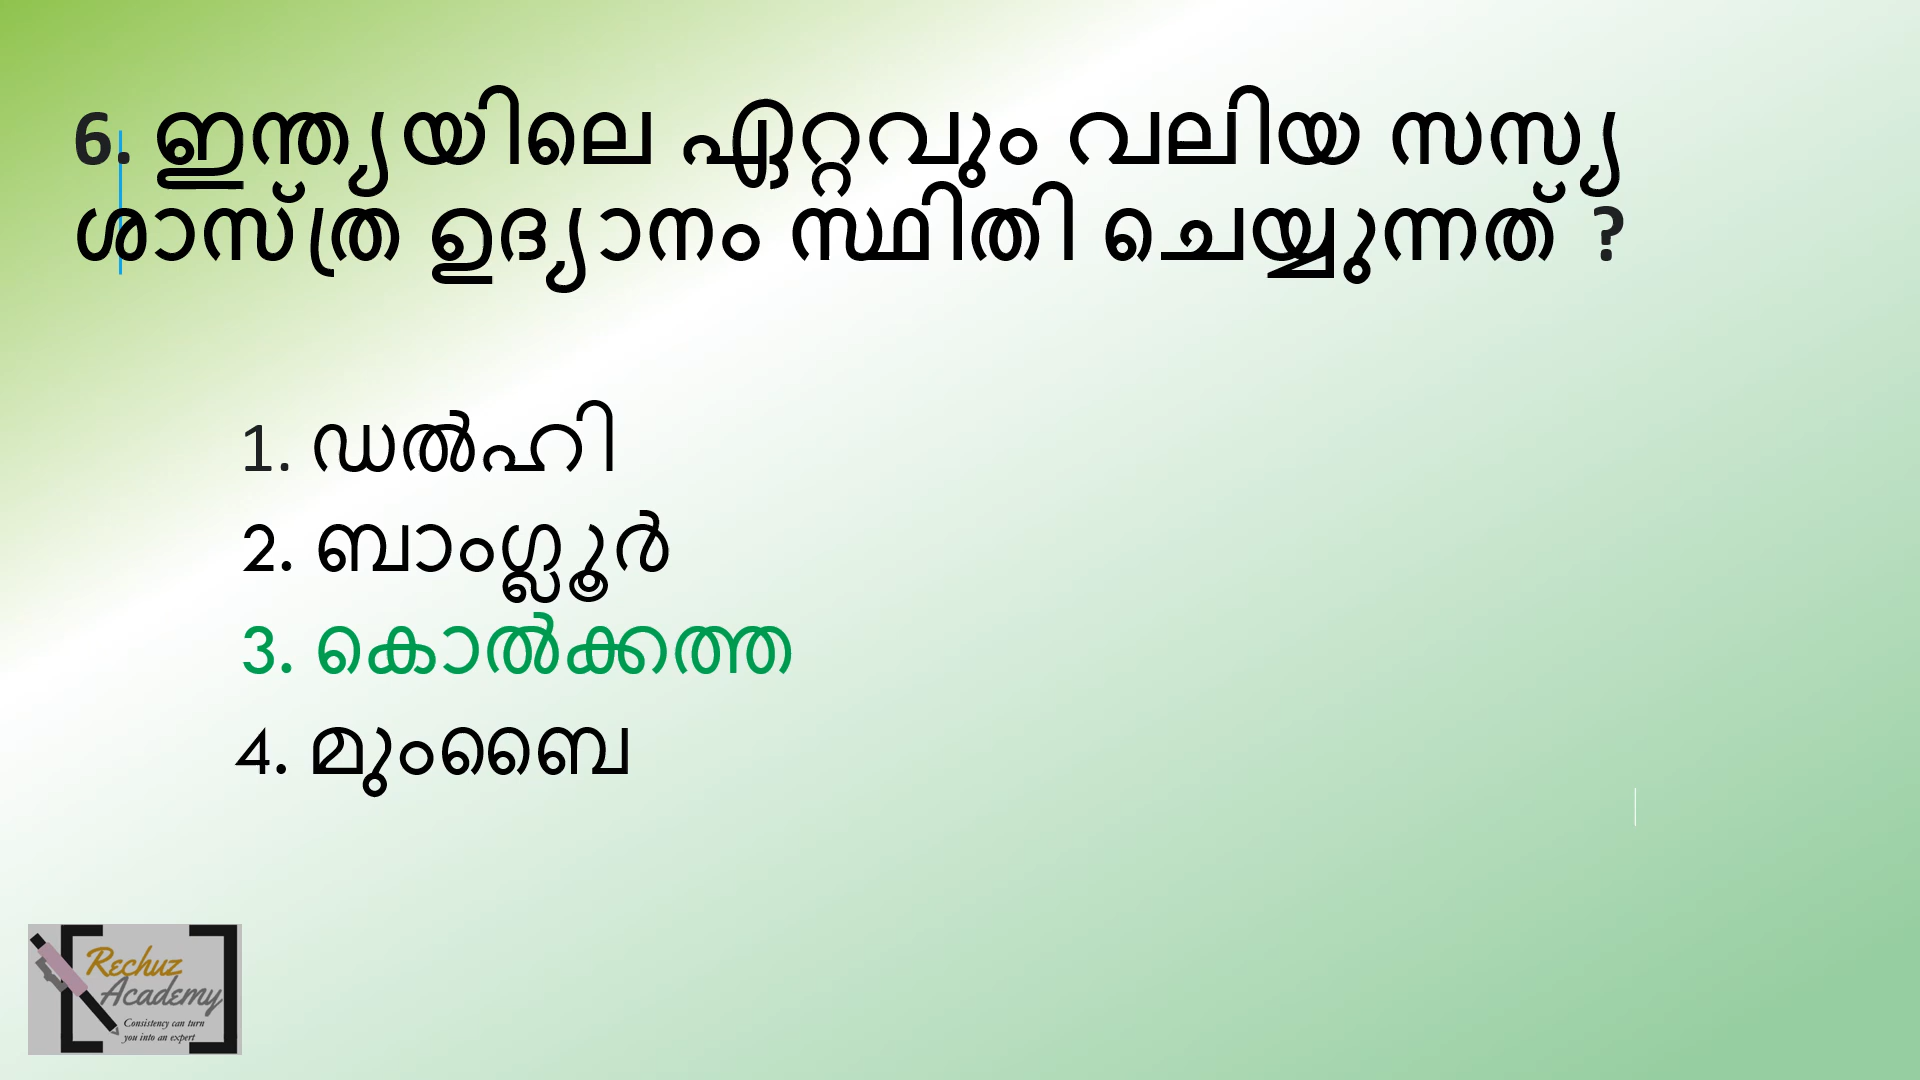 6. ഇന്ത്യയിലെ ഏറ്റവും വലിയ സസ്യ
ശാസ്ത്ര ഉദ്യാനം സ്ഥിതി ചെയ്യുന്നത് ?
1. ഡൽഹി
2. ബാംഗ്ലൂർ
3. കൊൽക്കത്ത
4. മുംബൈ
Rechuz
Academy
Consistency can turn
you into an expert